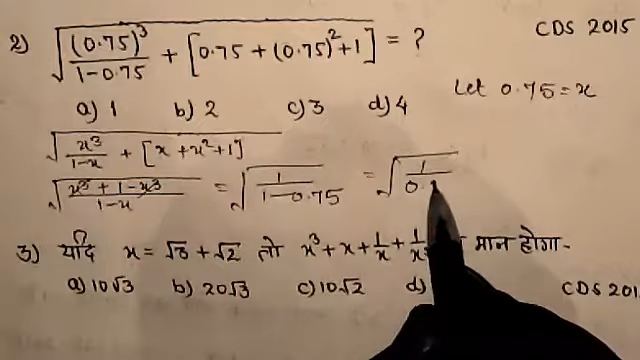 2) √((0.75)³/(1-0.75) + [0.75 + (0.75)² + 1]) = ? CDS 2015
a) 1 b) 2 c) 3 d) 4 Let 0.75 = x
√(x³/(1-x) + [x + x² + 1])
√((x³ + 1 - x³)/(1-x)) = √(1/(1-0.75)) = √(1/0.
3) यदि x = √3 + √2 तो x³ + x + 1/x + 1/x मान होगा -
a) 10√3 b) 20√3 c) 10√2 d) CDS 201